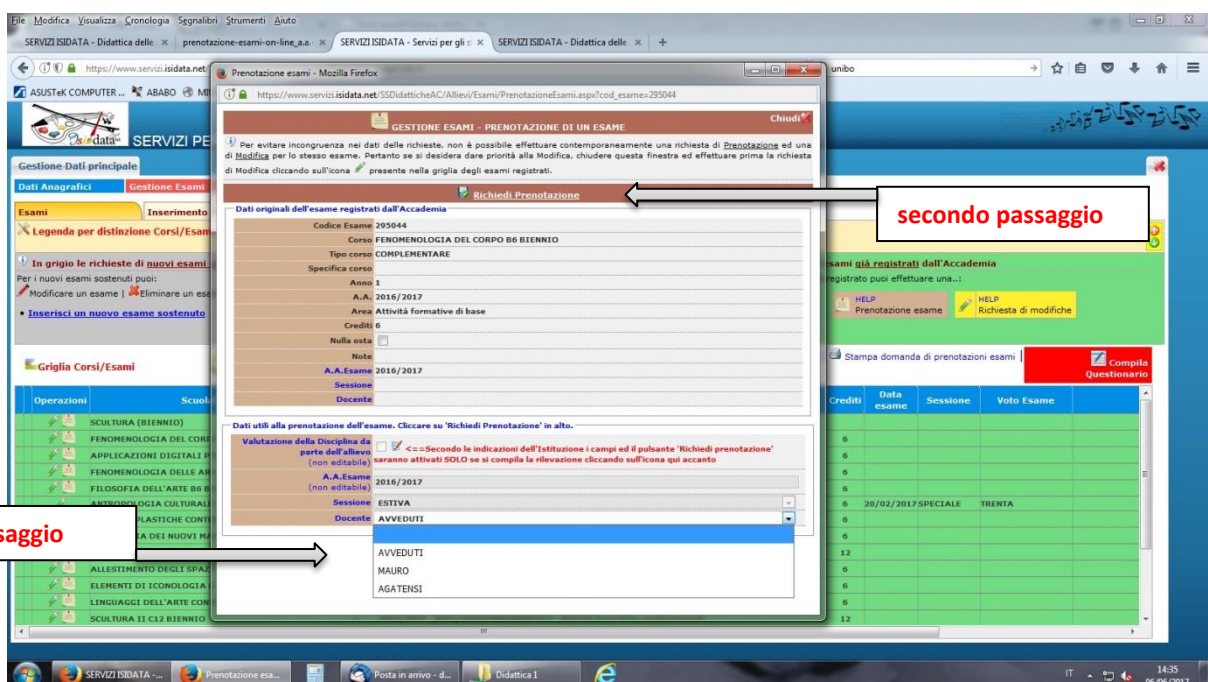 File Modifica Visualizza Cronologia Segnalibri Strumenti Aiuto
SERVIZI ISIDATA - Didattica delle × prenotazione-esami-on-line_a.a. × SERVIZI ISIDATA - Servizi per gli s × SERVIZI ISIDATA - Didattica delle × +
https://www.servizi.isidata.net/
unibo
ASUSTeK COMPUTER ... ABABO
Isidata SERVIZI PE
Gestione Dati principale
Dati Anagrafici Gestione Esami
Esami Inserimento
Legenda per distinzione Corsi/Esam
In grigio le richieste di nuovi esami
Per i nuovi esami sostenuti puoi:
Modificare un esame | Eliminare un esa
• Inserisci un nuovo esame sostenuto
Griglia Corsi/Esami
Operazioni Scuol
SCULTURA (BIENNIO)
FENOMENOLOGIA DEL CORP
APPLICAZIONI DIGITALI P
FENOMENOLOGIA DELLE AR
FILOSOFIA DELL'ARTE B6 B
ANTROPOLOGIA CULTURAL
PLASTICHE CONT
IA DEI NUOVI M
ALLESTIMENTO DEGLI SPAZ
ELEMENTI DI ICONOLOGIA
LINGUAGGI DELL'ARTE CON
SCULTURA II C12 BIENNIO
saggio
Prenotazione esami - Mozilla Firefox
https://www.servizi.isidata.net/SSDidatticheAC/Allievi/Esami/PrenotazioneEsami.aspx?cod_esame=295044
GESTIONE ESAMI - PRENOTAZIONE DI UN ESAME Chiudi
Per evitare incongruenza nei dati delle richieste, non è possibile effettuare contemporaneamente una richiesta di Prenotazione ed una
di Modifica per lo stesso esame. Pertanto se si desidera dare priorità alla Modifica, chiudere questa finestra ed effettuare prima la richiesta
di Modifica cliccando sull'icona presente nella griglia degli esami registrati.
Richiedi Prenotazione
Dati originali dell'esame registrati dall'Accademia
Codice Esame 295044
Corso FENOMENOLOGIA DEL CORPO B6 BIENNIO
Tipo corso COMPLEMENTARE
Specifica corso
Anno 1
A.A. 2016/2017
Area Attività formative di base
Crediti 6
Nulla osta
Note
A.A.Esame 2016/2017
Sessione
Docente
Dati utili alla prenotazione dell'esame. Cliccare su 'Richiedi Prenotazione' in alto.
Valutazione della Disciplina da
parte dell'allievo
(non editabile)
<==Secondo le indicazioni dell'Istituzione i campi ed il pulsante 'Richiedi prenotazione'
saranno attivati SOLO se si compila la rilevazione cliccando sull'icona qui accanto
A.A.Esame
(non editabile) 2016/2017
Sessione ESTIVA
Docente AVVEDUTI
AVVEDUTI
MAURO
AGATENSI
secondo passaggio
esami già registrati dall'Accademia
registrato puoi effettuare una..:
HELP
Prenotazione esame
HELP
Richiesta di modifiche
Stampa domanda di prenotazioni esami |
Compila
Questionario
Crediti Data
esame Sessione Voto Esame
6
6
6
6
6 20/02/2017 SPECIALE TRENTA
6
6
12
6
6
6
12
SERVIZI ISIDATA -... Prenotazione esa... Posta in arrivo - d... Didattica 1
IT 14:35
06/06/2017